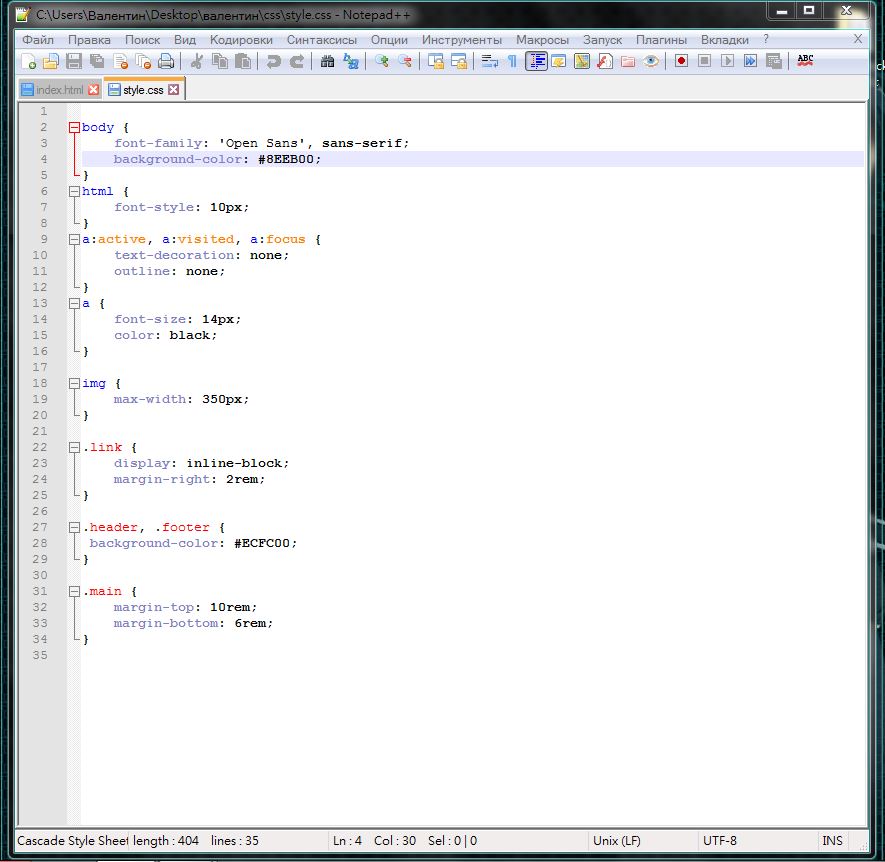 C:\Users\Валентин\Desktop\валентин\css\style.css - Notepad++
Файл Правка Поиск Вид Кодировки Синтаксисы Опции Инструменты Макросы Запуск Плагины Вкладки ? X
ABC
index.html style.css
1
2 body {
3 font-family: 'Open Sans', sans-serif;
4 background-color: #8EEB00;
5 }
6 html {
7 font-style: 10px;
8 }
9 a:active, a:visited, a:focus {
10 text-decoration: none;
11 outline: none;
12 }
13 a {
14 font-size: 14px;
15 color: black;
16 }
17
18 img {
19 max-width: 350px;
20 }
21
22 .link {
23 display: inline-block;
24 margin-right: 2rem;
25 }
26
27 .header, .footer {
28 background-color: #ECFC00;
29 }
30
31 .main {
32 margin-top: 10rem;
33 margin-bottom: 6rem;
34 }
35
Cascade Style Sheet length : 404 lines : 35 Ln : 4 Col : 30 Sel : 0 | 0 Unix (LF) UTF-8 INS